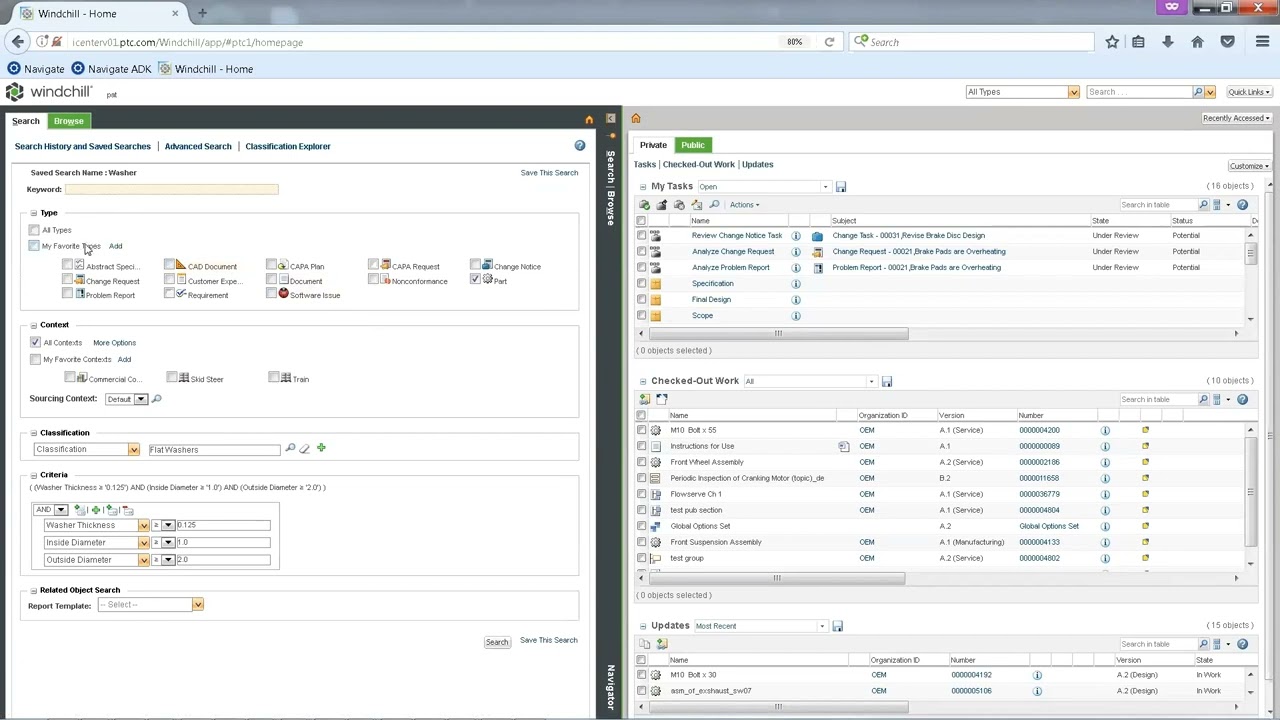 Windchill - Home
icenterv01.ptc.com/Windchill/app/#ptc1/homepage
80%
Search
Navigate
Navigate ADK
Windchill - Home
windchill
pat
All Types
Search . . .
Quick Links
Search
Browse
Recently Accessed
Search History and Saved Searches
Advanced Search
Classification Explorer
Saved Search Name : Washer
Save This Search
Keyword:
Type
All Types
My Favorite Types Add
Abstract Speci... CAD Document CAPA Plan CAPA Request Change Notice
Change Request Customer Expe... Document Nonconformance Part
Problem Report Requirement Software Issue
Context
All Contexts More Options
My Favorite Contexts Add
Commercial Co... Skid Steer Train
Sourcing Context: Default
Classification
Classification Flat Washers
Criteria
( (Washer Thickness ≥ '0.125') AND (Inside Diameter ≥ '1.0') AND (Outside Diameter ≥ '2.0') )
AND
Washer Thickness ≥ 0.125
Inside Diameter ≥ 1.0
Outside Diameter ≥ 2.0
Related Object Search
Report Template: -- Select --
Search Save This Search
Search | Browse
Navigator
Private Public
Tasks | Checked-Out Work | Updates
Customize
My Tasks Open ( 16 objects )
Actions Search in table
Name Subject State Status
Review Change Notice Task Change Task - 00031,Revise Brake Disc Design Under Review Potential
Analyze Change Request Change Request - 00021,Brake Pads are Overheating Under Review Potential
Analyze Problem Report Problem Report - 00021,Brake Pads are Overheating Under Review Potential
Specification
Final Design
Scope
( 0 objects selected )
Checked-Out Work All ( 10 objects )
Search in table
Name Organization ID Version Number
M10 Bolt x 55 OEM A.1 (Service) 0000004200
Instructions for Use OEM A.1 0000000089
Front Wheel Assembly OEM A.2 (Service) 0000002186
Periodic Inspection of Cranking Motor (topic)_de OEM B.2 0000011658
Flowserve Ch 1 OEM A.1 (Service) 0000036779
test pub section OEM A.1 (Service) 0000004804
Global Options Set A.2 Global Options Set
Front Suspension Assembly OEM A.1 (Manufacturing) 0000004133
test group OEM A.2 (Service) 0000004802
( 0 objects selected )
Updates Most Recent ( 15 objects )
Search in table
Name Organization ID Number Version State
M10 Bolt x 30 OEM 0000004192 A.2 (Design) In Work
asm_of_exshaust_sw07 OEM 0000005106 A.2 (Design) In Work